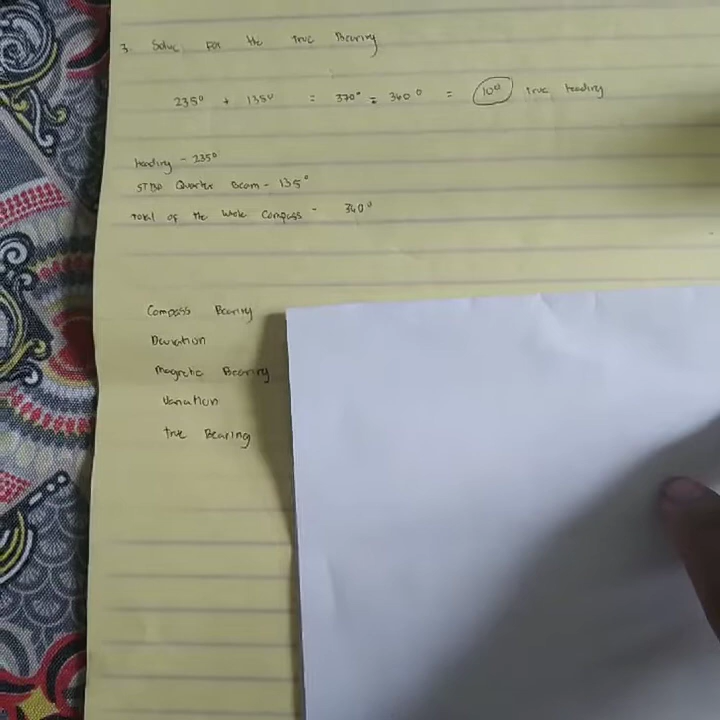 3. Solve For the True Bearing
235° + 135° = 370° = 360° = 10° True heading
heading - 235°
STBD Quarter Beam - 135°
Total of the whole Compass - 360°
Compass Bearing
Deviation
Magnetic Bearing
Variation
True Bearing